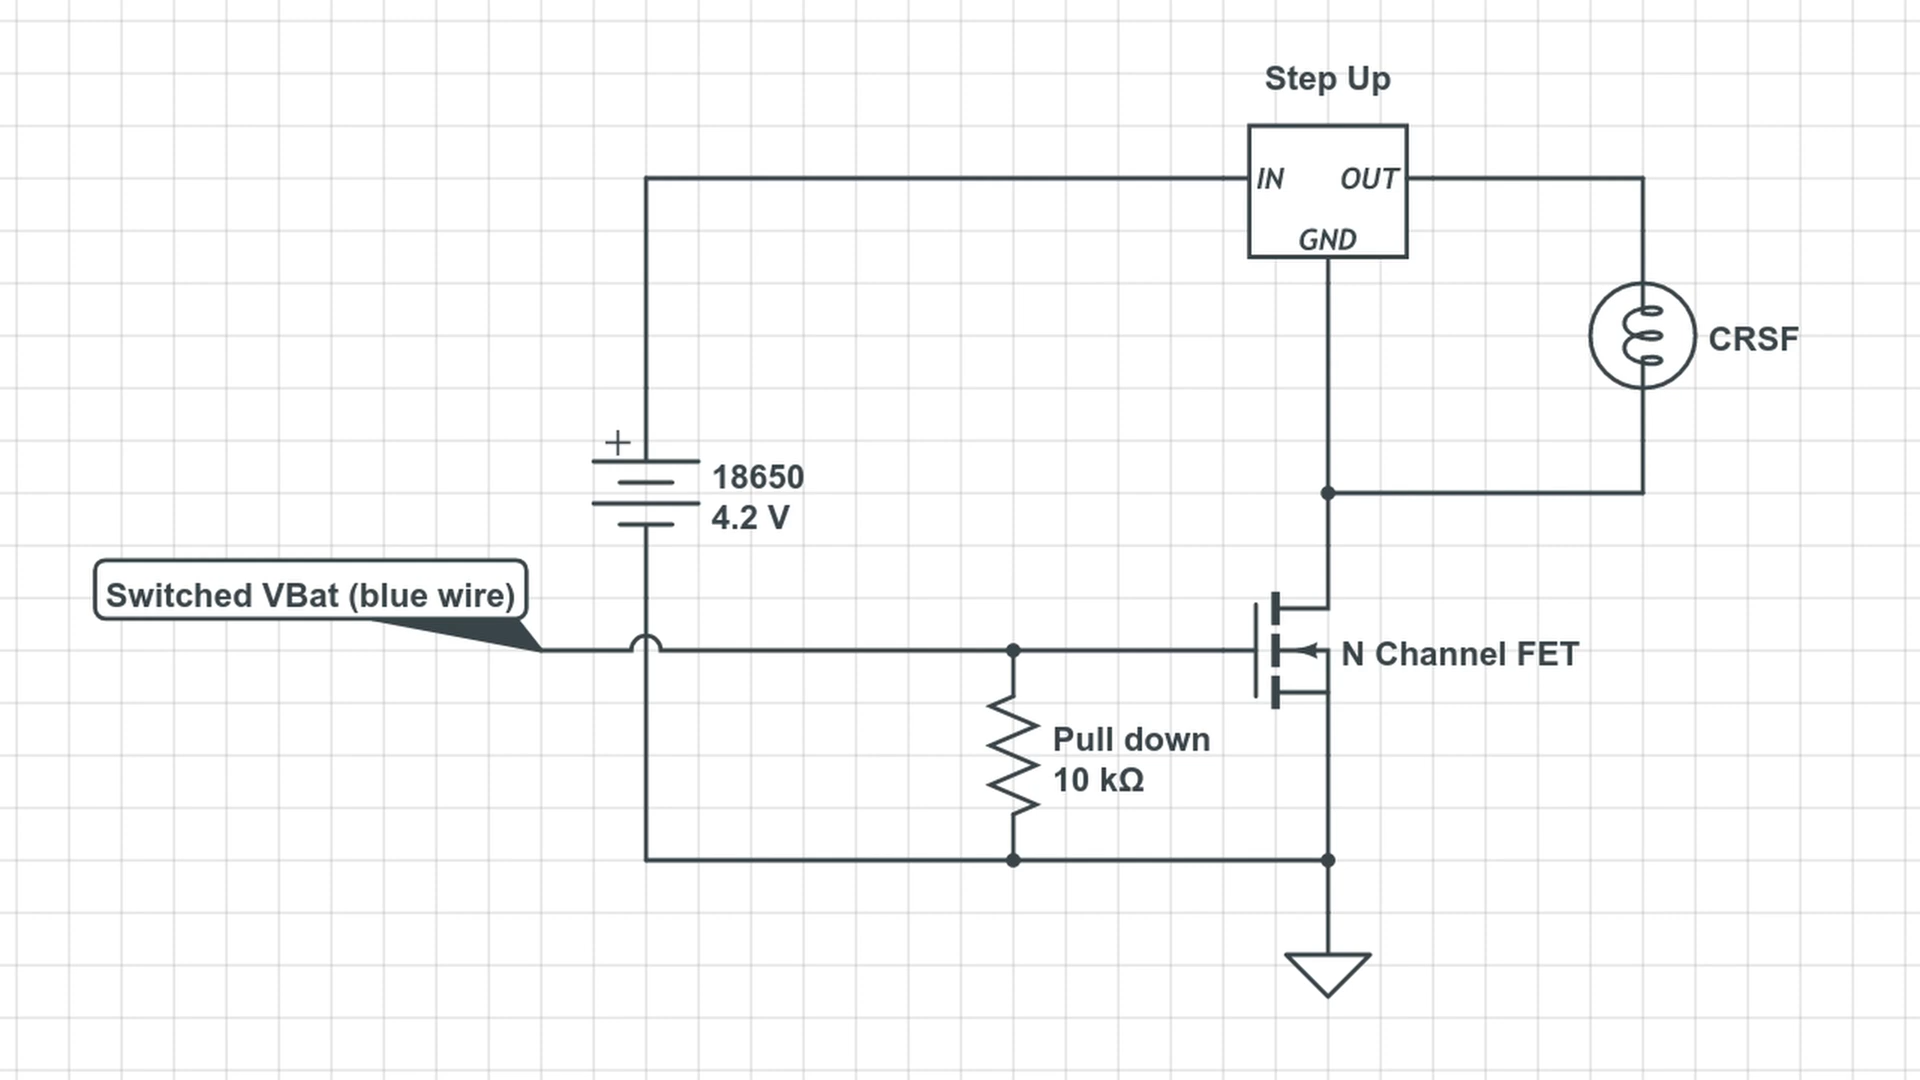 Step Up
IN OUT
GND
CRSF
+
18650
4.2 V
Switched VBat (blue wire)
N Channel FET
Pull down
10 kΩ